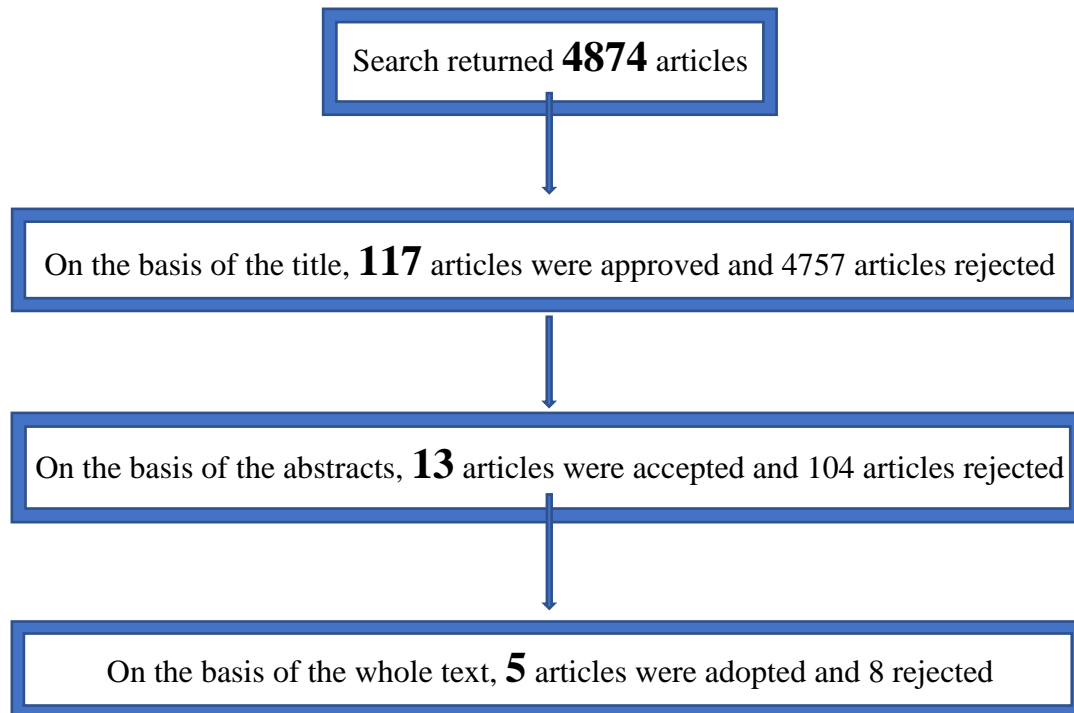 Search returned 4874 articles
On the basis of the title, 117 articles were approved and 4757 articles rejected
On the basis of the abstracts, 13 articles were accepted and 104 articles rejected
On the basis of the whole text, 5 articles were adopted and 8 rejected